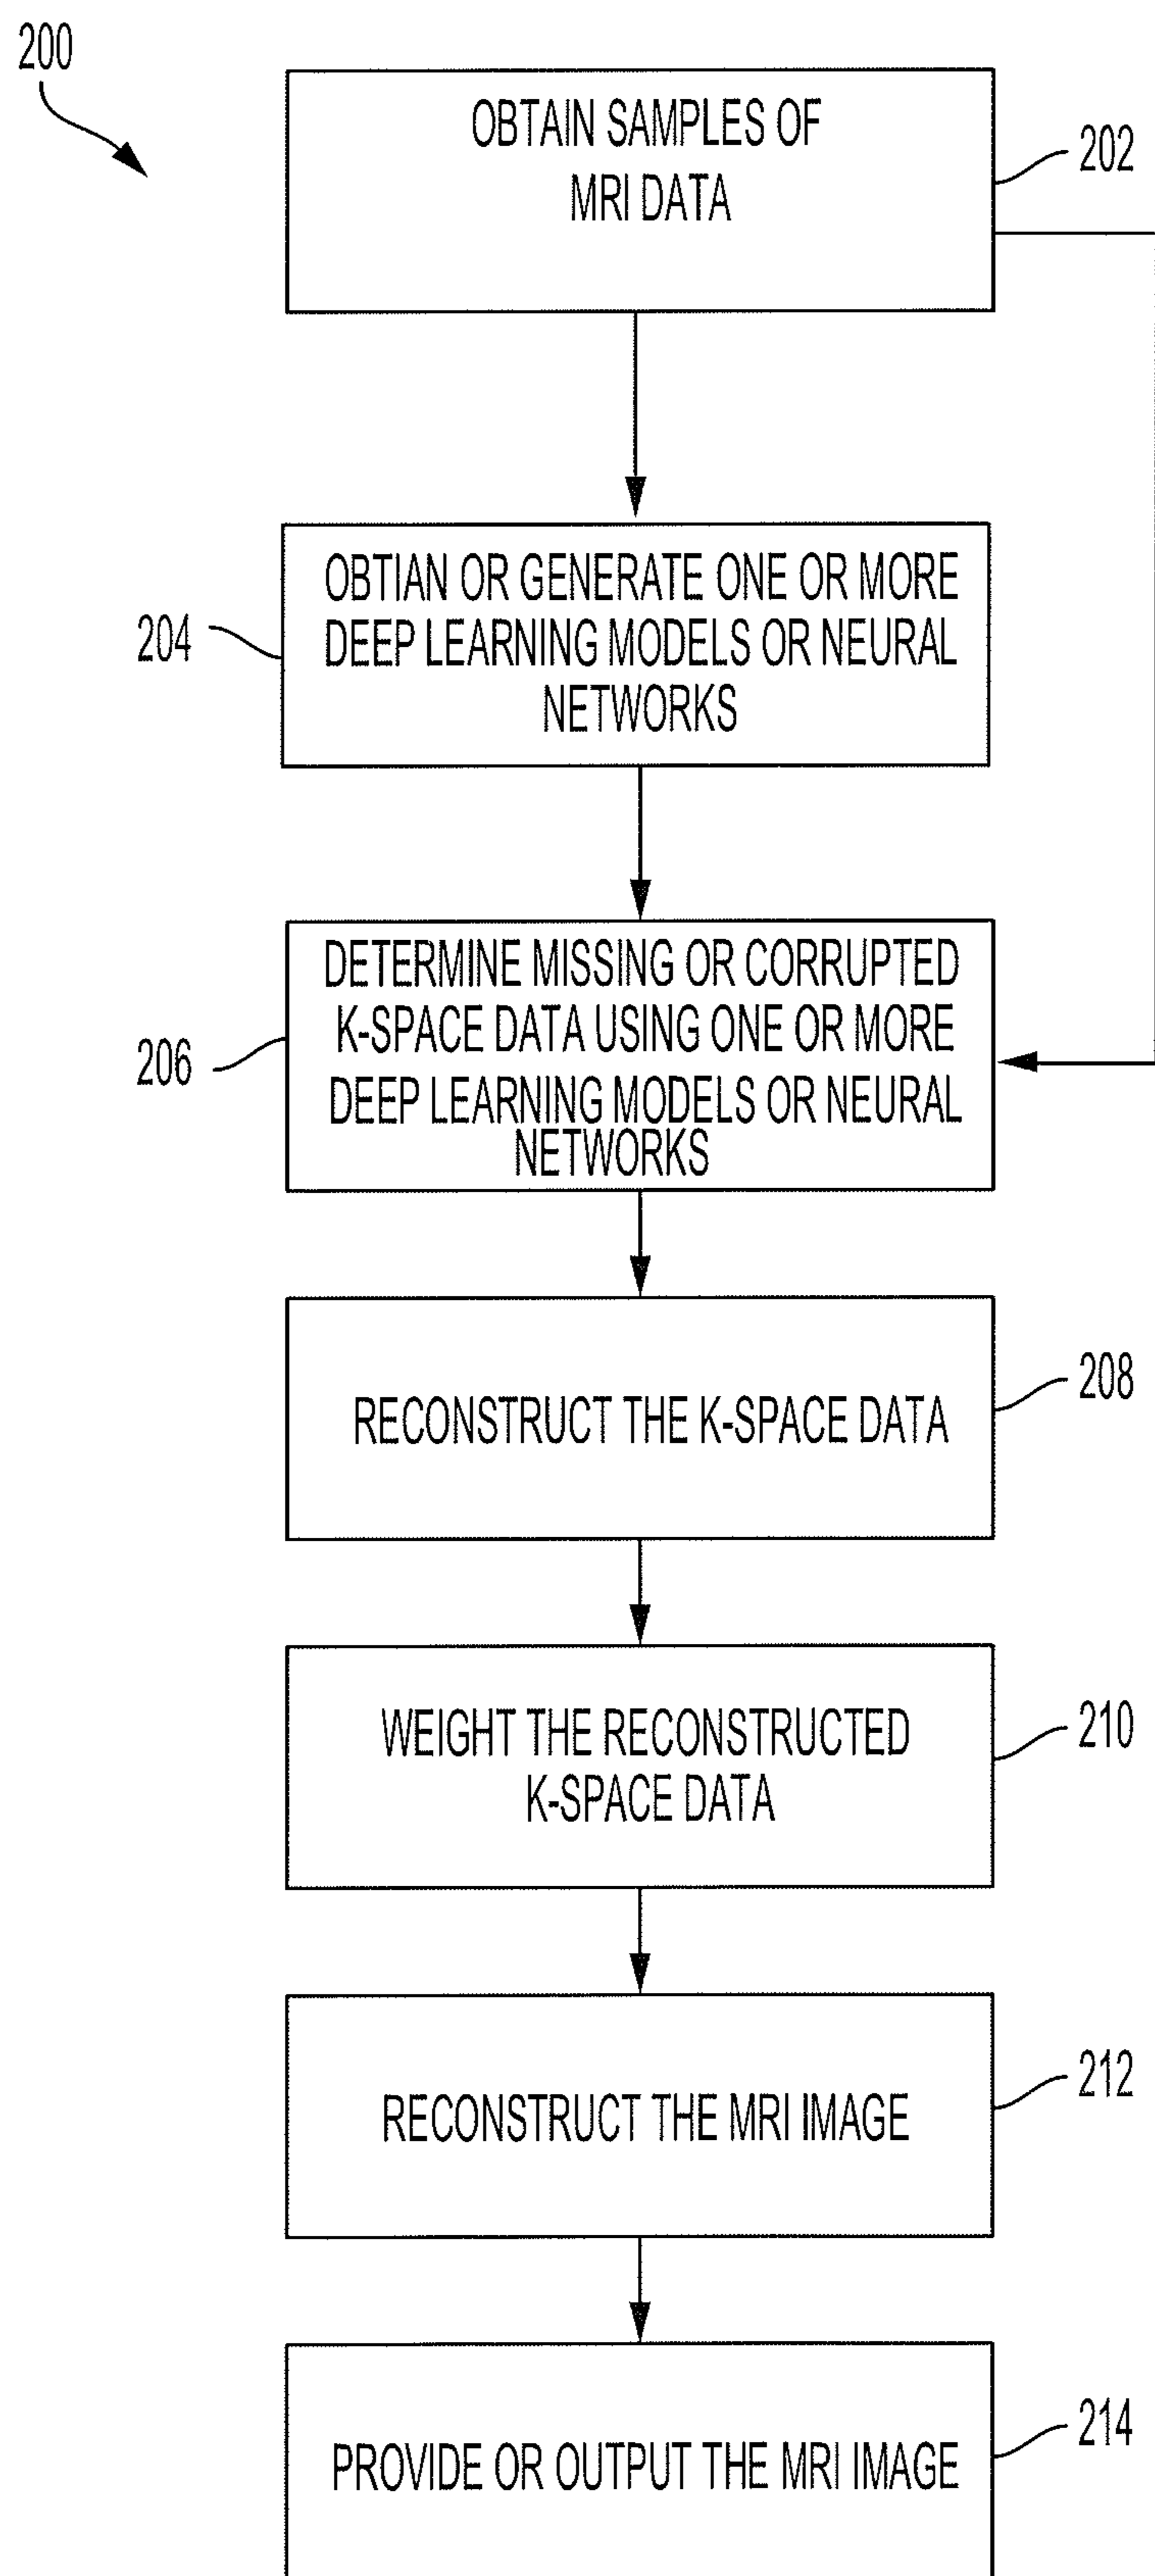 200
OBTAIN SAMPLES OF
MRI DATA
202
OBTIAN OR GENERATE ONE OR MORE
DEEP LEARNING MODELS OR NEURAL
NETWORKS
204
DETERMINE MISSING OR CORRUPTED
K-SPACE DATA USING ONE OR MORE
DEEP LEARNING MODELS OR NEURAL
NETWORKS
206
RECONSTRUCT THE K-SPACE DATA
208
WEIGHT THE RECONSTRUCTED
K-SPACE DATA
210
RECONSTRUCT THE MRI IMAGE
212
PROVIDE OR OUTPUT THE MRI IMAGE
214